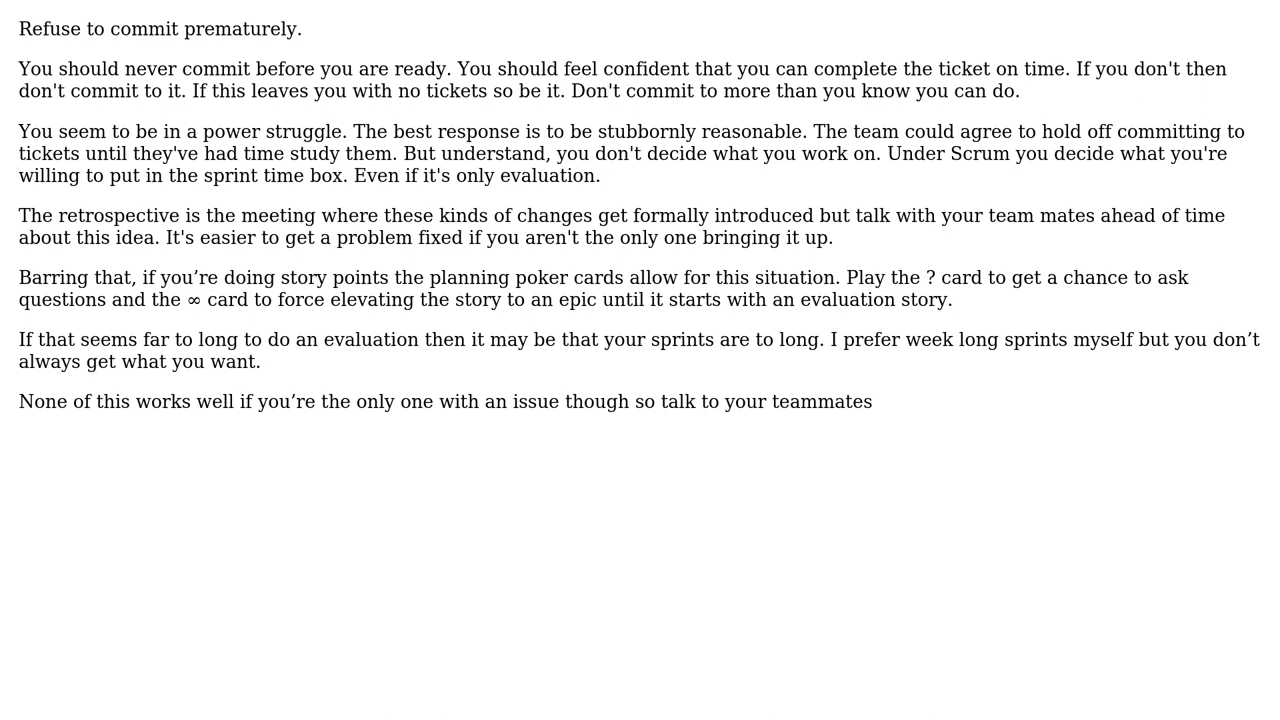 Refuse to commit prematurely.
You should never commit before you are ready. You should feel confident that you can complete the ticket on time. If you don't then
don't commit to it. If this leaves you with no tickets so be it. Don't commit to more than you know you can do.
You seem to be in a power struggle. The best response is to be stubbornly reasonable. The team could agree to hold off committing to
tickets until they've had time study them. But understand, you don't decide what you work on. Under Scrum you decide what you're
willing to put in the sprint time box. Even if it's only evaluation.
The retrospective is the meeting where these kinds of changes get formally introduced but talk with your team mates ahead of time
about this idea. It's easier to get a problem fixed if you aren't the only one bringing it up.
Barring that, if you’re doing story points the planning poker cards allow for this situation. Play the ? card to get a chance to ask
questions and the ∞ card to force elevating the story to an epic until it starts with an evaluation story.
If that seems far to long to do an evaluation then it may be that your sprints are to long. I prefer week long sprints myself but you don’t
always get what you want.
None of this works well if you’re the only one with an issue though so talk to your teammates